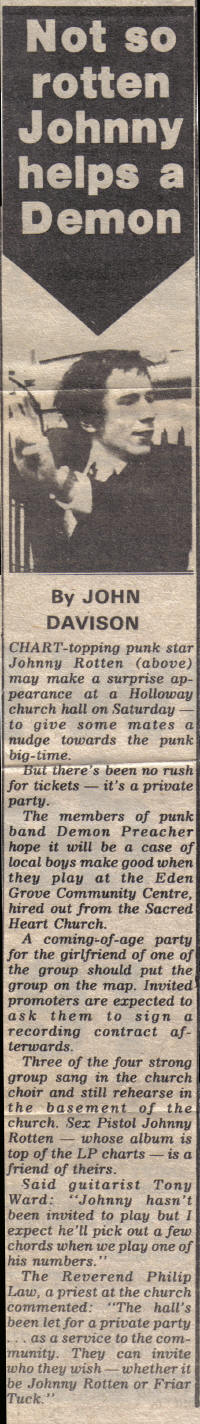 Not so
rotten
Johnny
helps a
Demon
By JOHN
DAVISON
CHART-topping punk star
Johnny Rotten (above)
may make a surprise ap-
pearance at a Holloway
church hall on Saturday —
to give some mates a
nudge towards the punk
big-time.
But there's been no rush
for tickets — it's a private
party.
The members of punk
band Demon Preacher
hope it will be a case of
local boys make good when
they play at the Eden
Grove Community Centre,
hired out from the Sacred
Heart Church.
A coming-of-age party
for the girlfriend of one of
the group should put the
group on the map. Invited
promoters are expected to
ask them to sign a
recording contract af-
terwards.
Three of the four strong
group sang in the church
choir and still rehearse in
the basement of the
church. Sex Pistol Johnny
Rotten — whose album is
top of the LP charts — is a
friend of theirs.
Said guitarist Tony
Ward: "Johnny hasn't
been invited to play but I
expect he'll pick out a few
chords when we play one of
his numbers."
The Reverend Philip
Law, a priest at the church
commented: "The hall's
been let for a private party
. . . as a service to the com-
munity. They can invite
who they wish — whether it
be Johnny Rotten or Friar
Tuck."